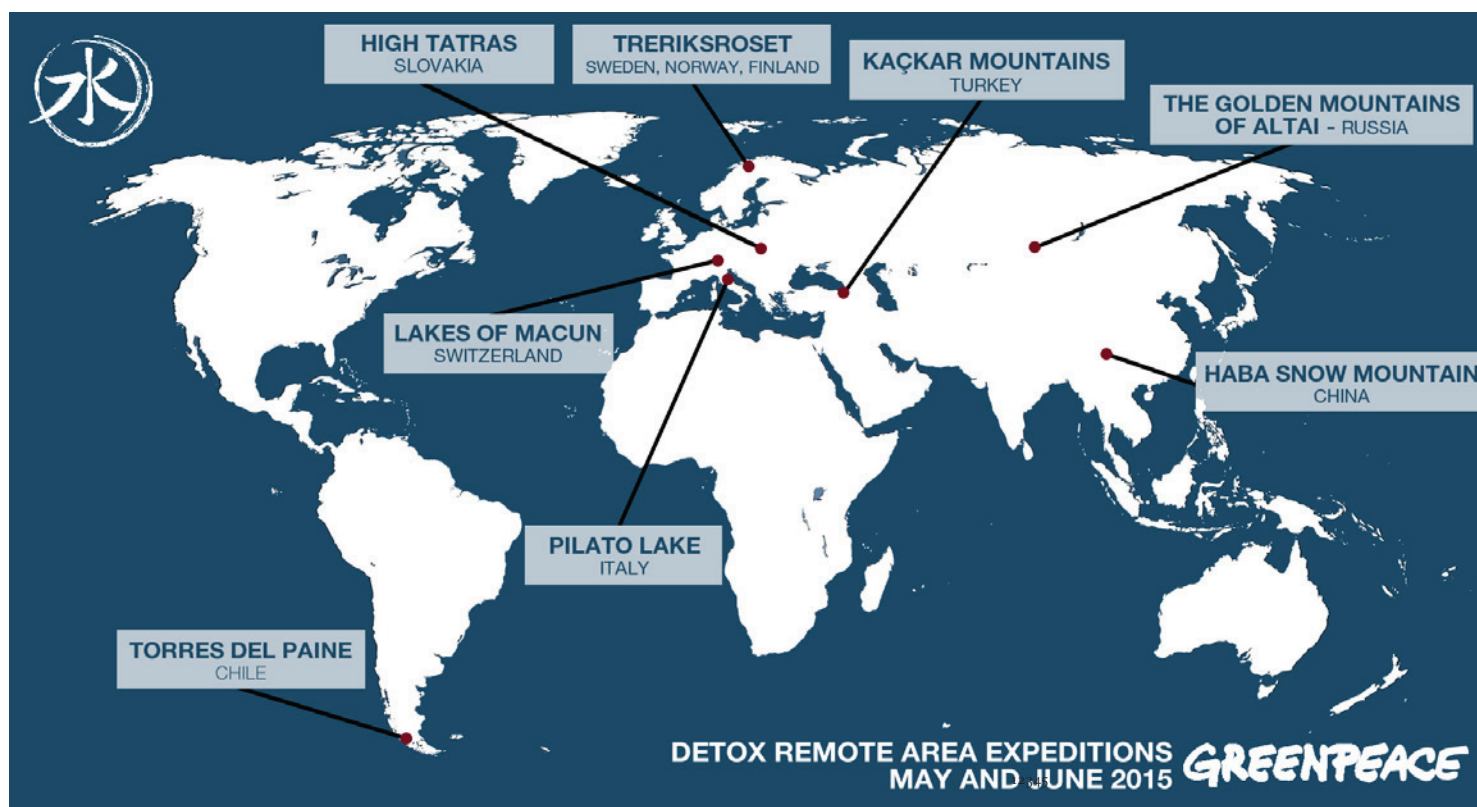 水
HIGH TATRAS
SLOVAKIA
TRERIKSROSET
SWEDEN, NORWAY, FINLAND
KAÇKAR MOUNTAINS
TURKEY
THE GOLDEN MOUNTAINS
OF ALTAI - RUSSIA
LAKES OF MACUN
SWITZERLAND
HABA SNOW MOUNTAIN
CHINA
PILATO LAKE
ITALY
TORRES DEL PAINE
CHILE
DETOX REMOTE AREA EXPEDITIONS
MAY AND JUNE 2015
GREENPEACE